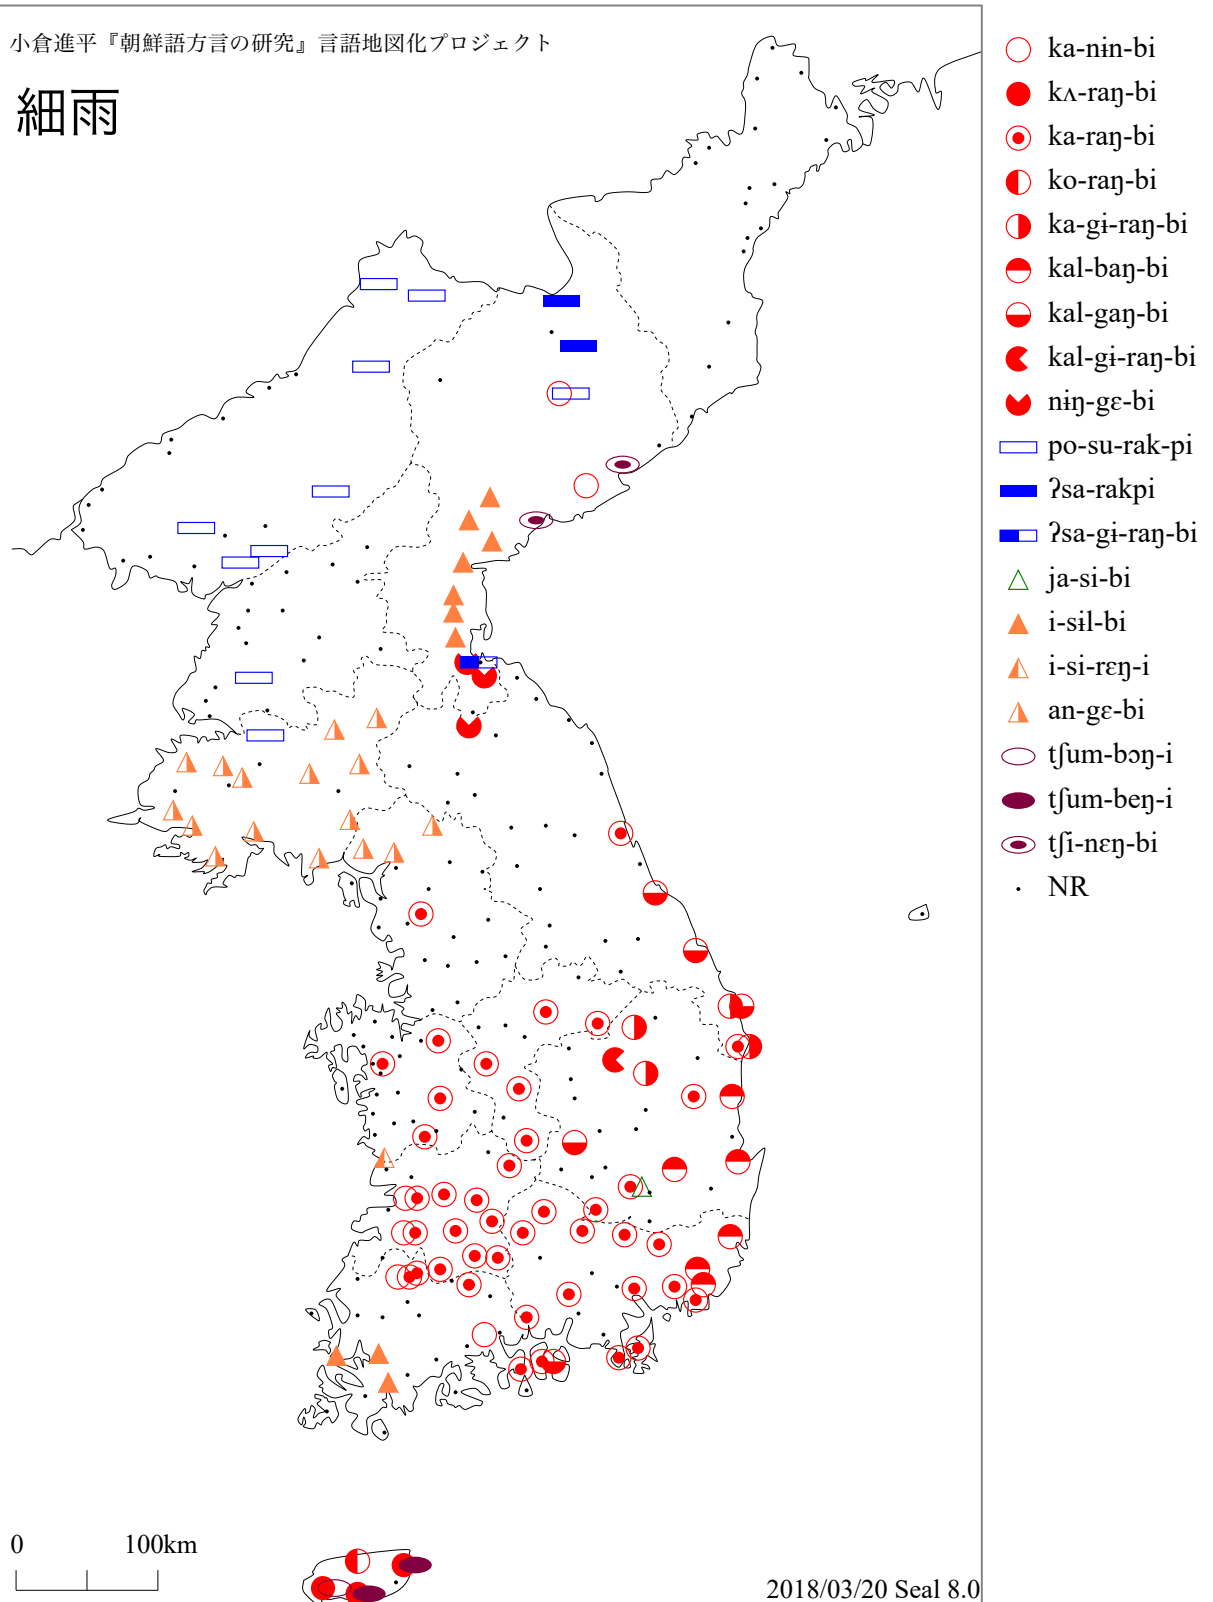 小倉進平『朝鮮語方言の研究』言語地図化プロジェクト
細雨
ka-nɨn-bi
kʌ-raŋ-bi
ka-raŋ-bi
ko-raŋ-bi
ka-gɨ-raŋ-bi
kal-baŋ-bi
kal-gaŋ-bi
kal-gɨ-raŋ-bi
nɨŋ-gɛ-bi
po-su-rak-pi
ʔsa-rakpi
ʔsa-gɨ-raŋ-bi
ja-si-bi
i-sɨl-bi
i-si-rɛŋ-i
an-gɛ-bi
tʃum-bɔŋ-i
tʃum-beŋ-i
tʃi-nɛŋ-bi
NR
0 100km
2018/03/20 Seal 8.0